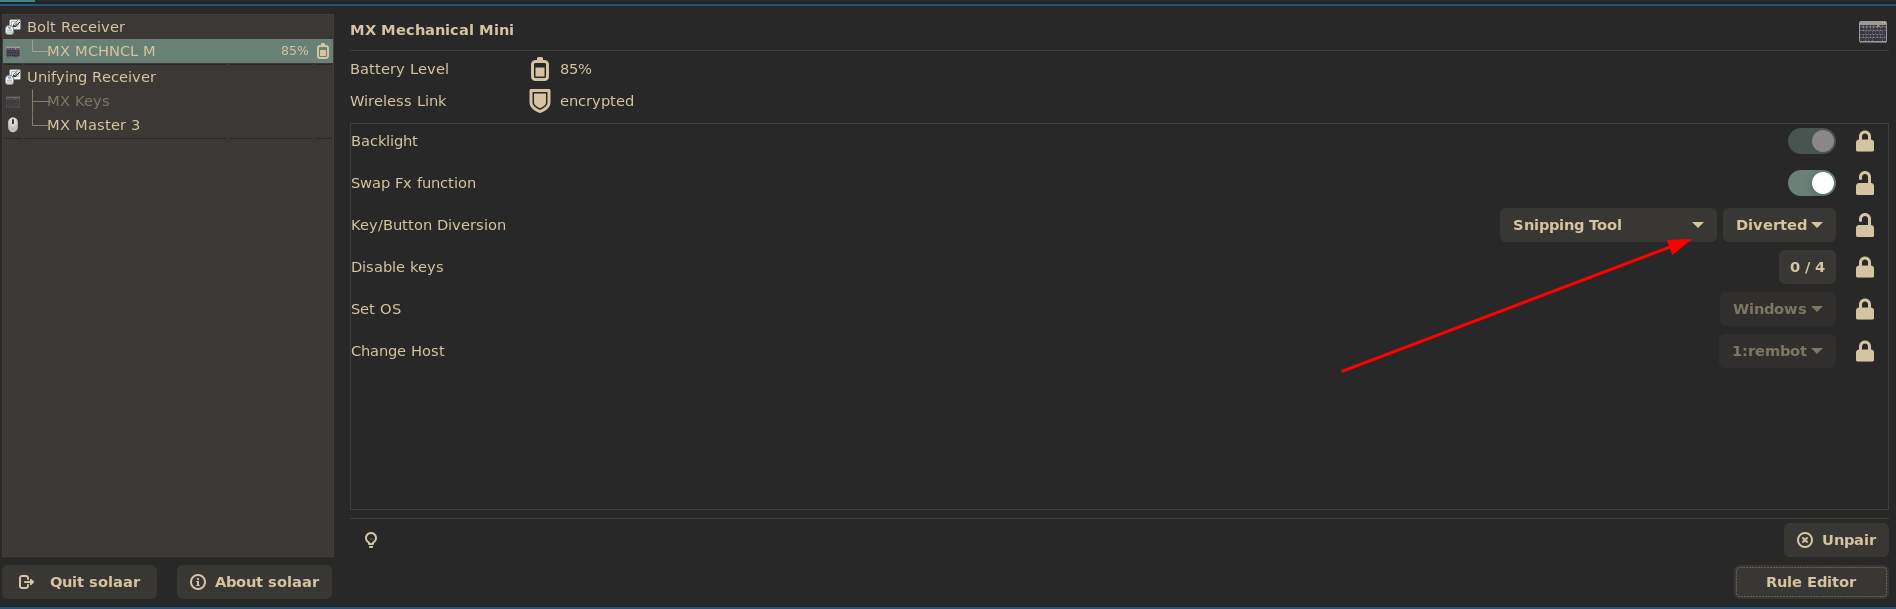 Bolt Receiver
MX MCHNCL M 85%
Unifying Receiver
MX Keys
MX Master 3
Quit solaar
About solaar
MX Mechanical Mini
Battery Level 85%
Wireless Link encrypted
Backlight
Swap Fx function
Key/Button Diversion Snipping Tool Diverted
Disable keys 0 / 4
Set OS Windows
Change Host 1:rembot
Unpair
Rule Editor